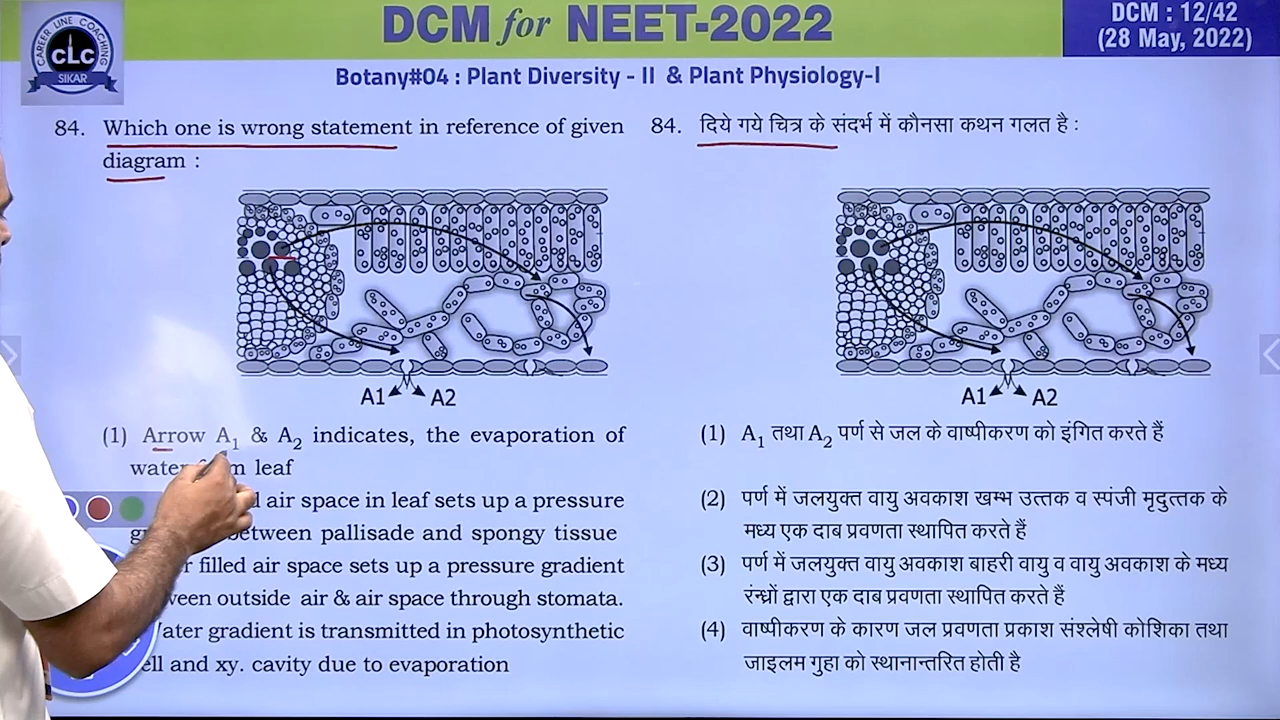 DCM for NEET-2022
DCM : 12/42
(28 May, 2022)
CAREER LINE COACHING
CLC
SIKAR
Botany#04 : Plant Diversity - II & Plant Physiology-I
84. Which one is wrong statement in reference of given
diagram :
A1 A2
(1) Arrow A1 & A2 indicates, the evaporation of
leaf
air space in leaf sets up a pressure
between pallisade and spongy tissue
filled air space sets up a pressure gradient
outside air & air space through stomata.
gradient is transmitted in photosynthetic
and xy. cavity due to evaporation
84. दिये गये चित्र के संदर्भ में कौनसा कथन गलत है :
A1 A2
(1) A1 तथा A2 पर्ण से जल के वाष्पीकरण को इंगित करते हैं
(2) पर्ण में जलयुक्त वायु अवकाश खम्भ उत्तक व स्पंजी मृदुत्तक के
मध्य एक दाब प्रवणता स्थापित करते हैं
(3) पर्ण में जलयुक्त वायु अवकाश बाहरी वायु व वायु अवकाश के मध्य
रंन्ध्रों द्वारा एक दाब प्रवणता स्थापित करते हैं
(4) वाष्पीकरण के कारण जल प्रवणता प्रकाश संश्लेषी कोशिका तथा
जाइलम गुहा को स्थानान्तरित होती है